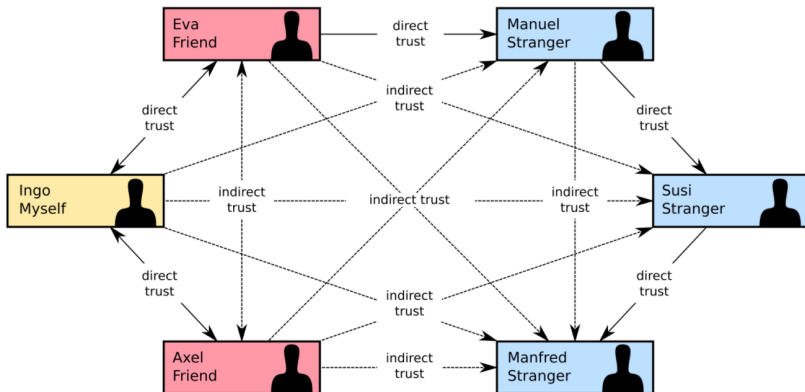 Eva
Friend
direct
trust
Manuel
Stranger
indirect
trust
direct
trust
direct
trust
Ingo
Myself
indirect
trust
indirect trust
indirect
trust
Susi
Stranger
direct
trust
indirect
trust
direct
trust
Axel
Friend
indirect
trust
Manfred
Stranger